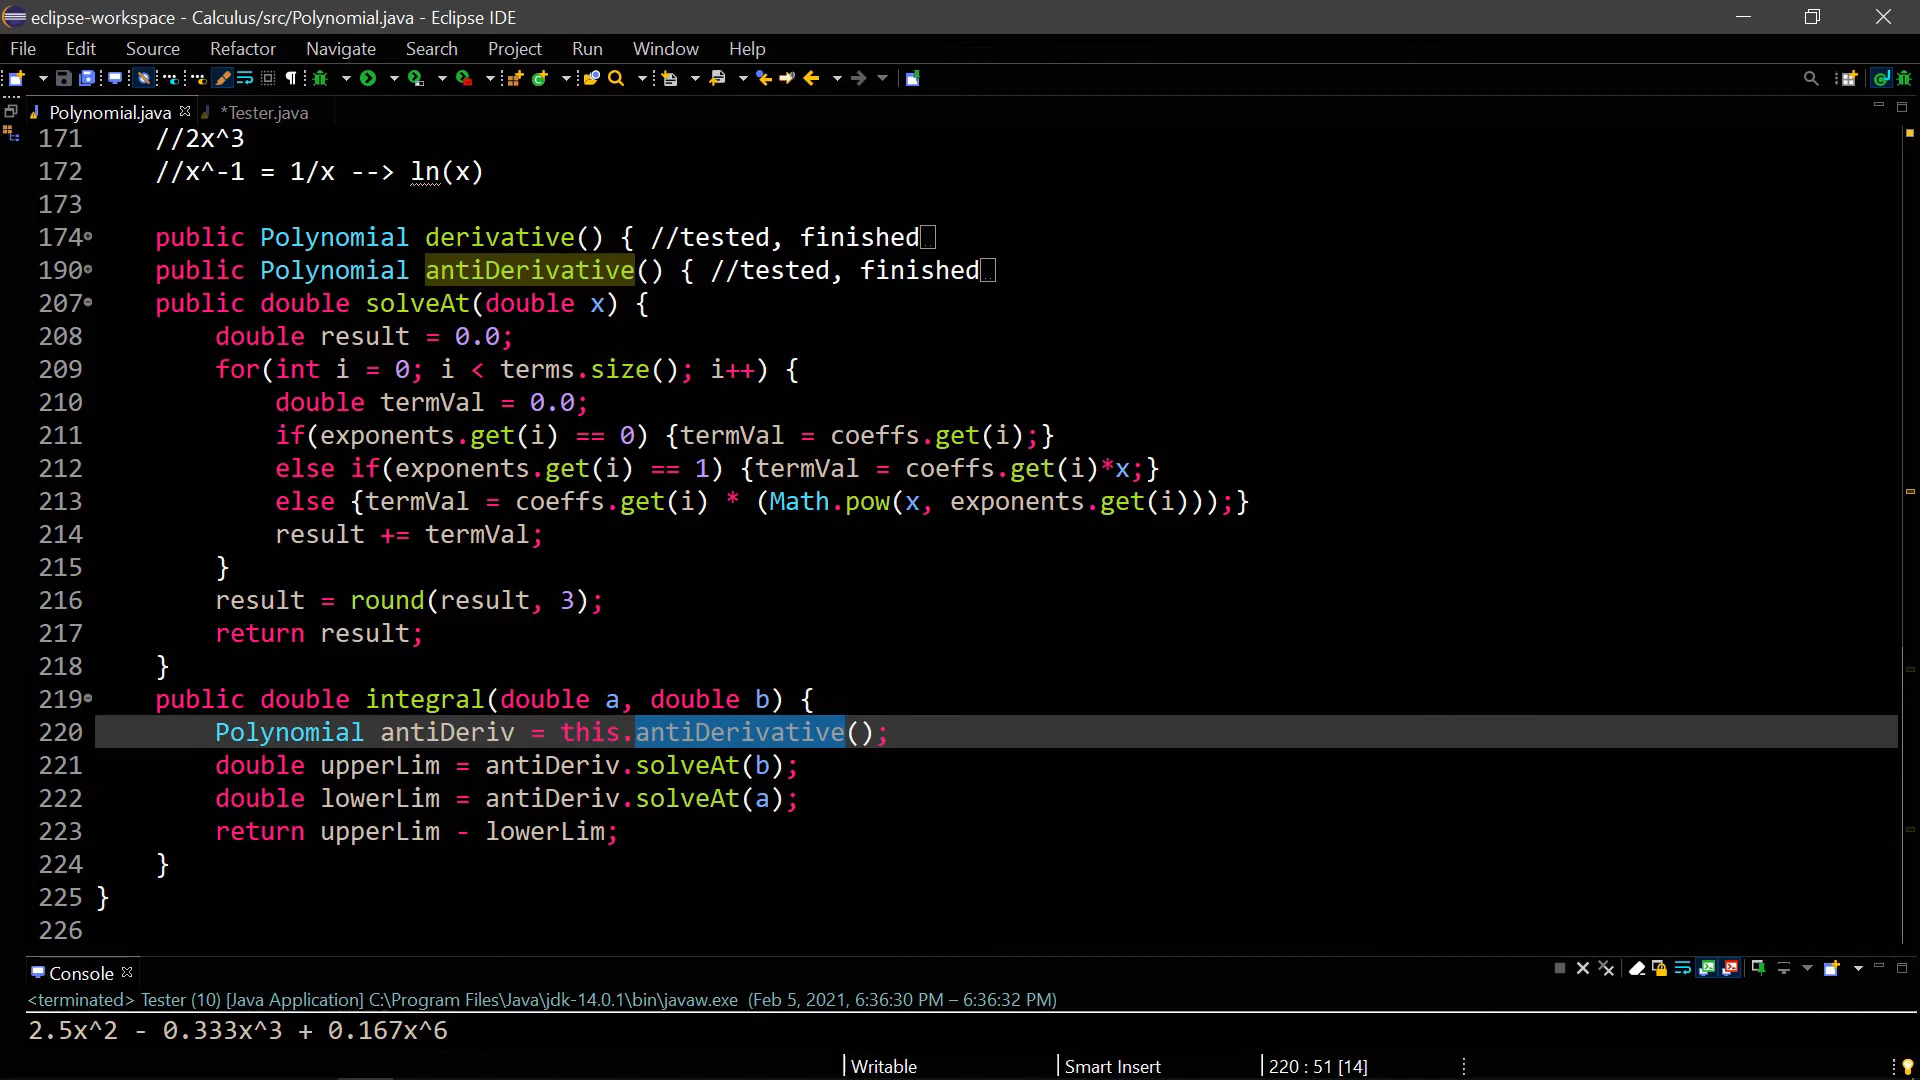 eclipse-workspace - Calculus/src/Polynomial.java - Eclipse IDE
File Edit Source Refactor Navigate Search Project Run Window Help
Polynomial.java *Tester.java
171 //2x^3
172 //x^-1 = 1/x --> ln(x)
173
174 public Polynomial derivative() { //tested, finished
190 public Polynomial antiDerivative() { //tested, finished
207 public double solveAt(double x) {
208 double result = 0.0;
209 for(int i = 0; i < terms.size(); i++) {
210 double termVal = 0.0;
211 if(exponents.get(i) == 0) {termVal = coeffs.get(i);}
212 else if(exponents.get(i) == 1) {termVal = coeffs.get(i)*x;}
213 else {termVal = coeffs.get(i) * (Math.pow(x, exponents.get(i)));}
214 result += termVal;
215 }
216 result = round(result, 3);
217 return result;
218 }
219 public double integral(double a, double b) {
220 Polynomial antiDeriv = this.antiDerivative();
221 double upperLim = antiDeriv.solveAt(b);
222 double lowerLim = antiDeriv.solveAt(a);
223 return upperLim - lowerLim;
224 }
225 }
226
Console
<terminated> Tester (10) [Java Application] C:\Program Files\Java\jdk-14.0.1\bin\javaw.exe (Feb 5, 2021, 6:36:30 PM – 6:36:32 PM)
2.5x^2 - 0.333x^3 + 0.167x^6
Writable Smart Insert 220 : 51 [14]